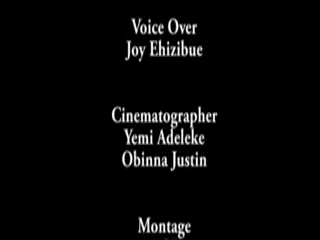 Voice Over
Joy Ehizibue
Cinematographer
Yemi Adeleke
Obinna Justin
Montage